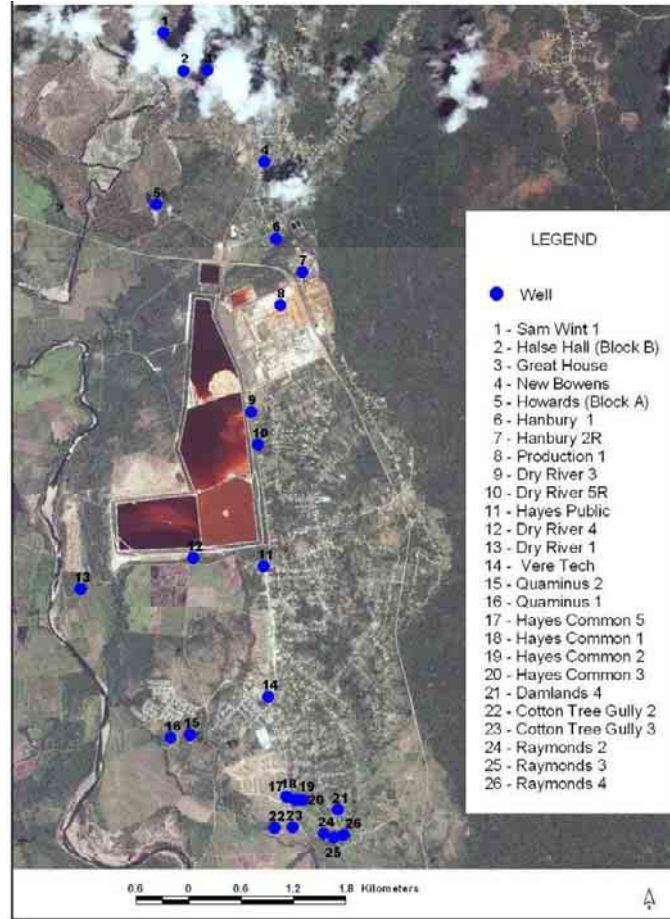 1
2
3
4
5
6
7
8
9
10
11
12
13
14
15
16
17 18 19
20
21
22 23
24 26
25
LEGEND
Well
1 - Sam Wint 1
2 - Halse Hall (Block B)
3 - Great House
4 - New Bowens
5 - Howards (Block A)
6 - Hanbury 1
7 - Hanbury 2R
8 - Production 1
9 - Dry River 3
10 - Dry River 5R
11 - Hayes Public
12 - Dry River 4
13 - Dry River 1
14 - Vere Tech
15 - Quaminus 2
16 - Quaminus 1
17 - Hayes Common 5
18 - Hayes Common 1
19 - Hayes Common 2
20 - Hayes Common 3
21 - Damlands 4
22 - Cotton Tree Gully 2
23 - Cotton Tree Gully 3
24 - Raymonds 2
25 - Raymonds 3
26 - Raymonds 4
0.6 0 0.6 1.2 1.8 Kilometers